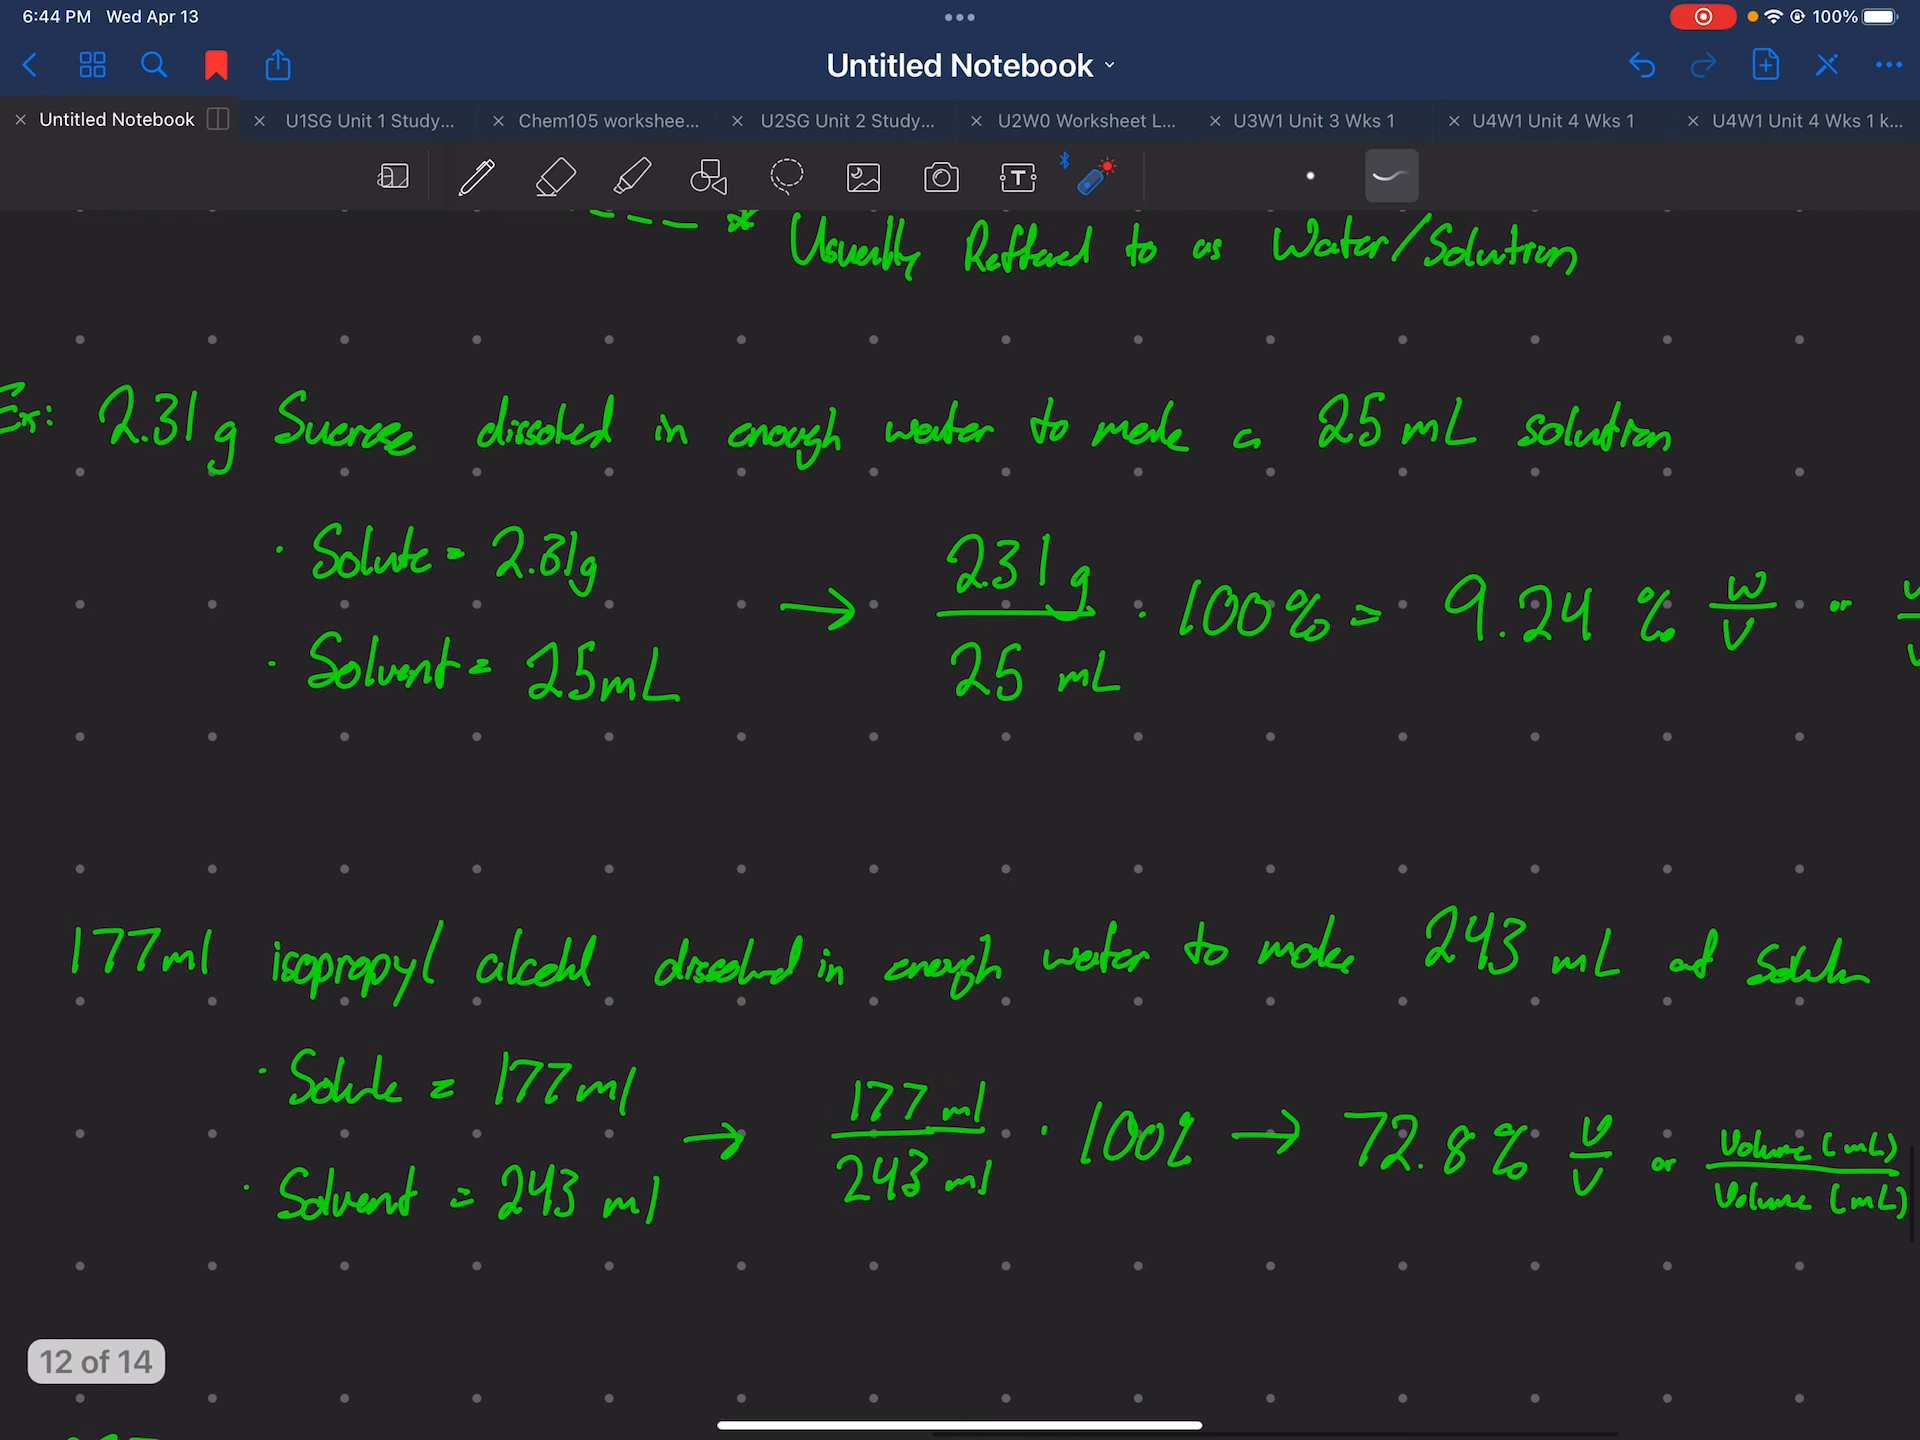 6:44 PM Wed Apr 13
100%
Untitled Notebook
Untitled Notebook
U1SG Unit 1 Study...
Chem105 workshee...
U2SG Unit 2 Study...
U2W0 Worksheet L...
U3W1 Unit 3 Wks 1
U4W1 Unit 4 Wks 1
U4W1 Unit 4 Wks 1 k...
* Usually Reffered to as Water/Solution
Ex: 2.31 g Sucrose dissolved in enough water to make a 25 mL solution
· Solute = 2.31g
· Solvent = 25mL
→ 231 g / 25 mL · 100% = 9.24 % W/V or
177ml isopropyl alcohol dissolved in enough water to make 243 mL of
· Solute = 177ml
· Solvent = 243 ml
→ 177 ml / 243 ml · 100% → 72.8% V/V or Volume (mL) / Volume (mL)
12 of 14